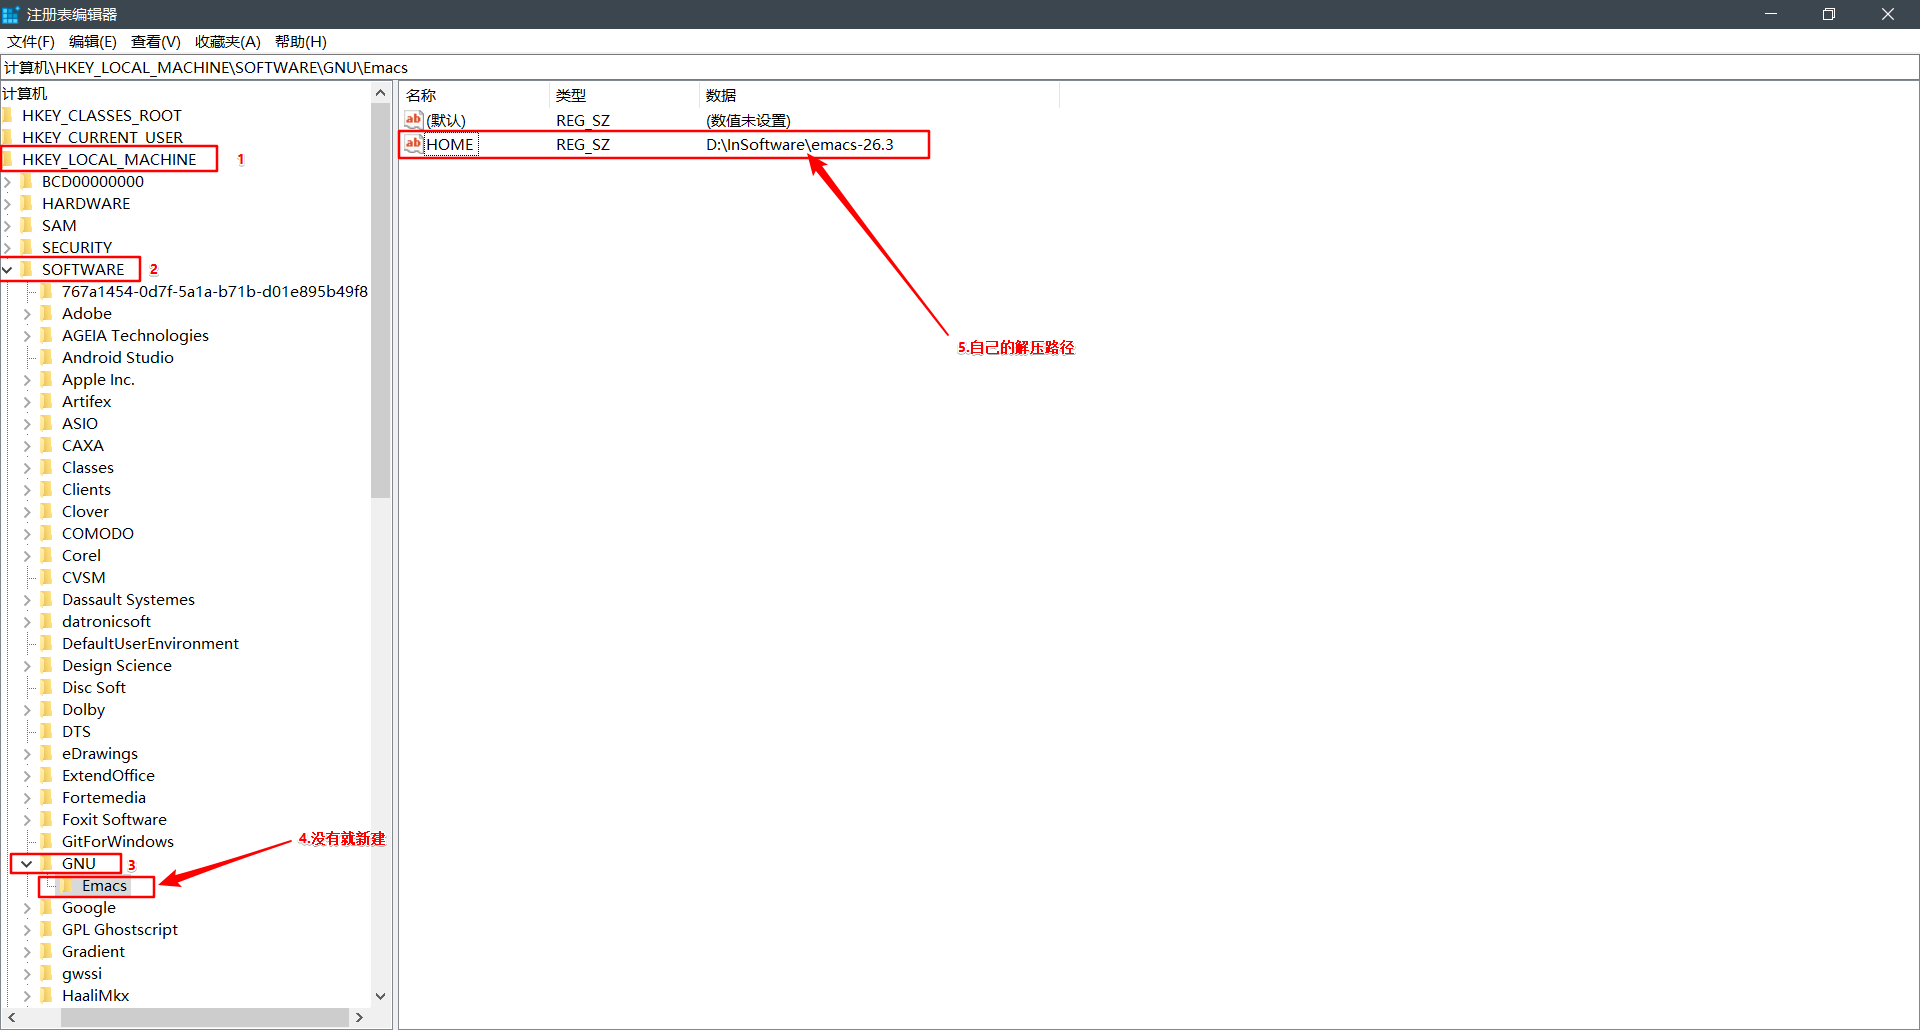 注册表编辑器
文件(F) 编辑(E) 查看(V) 收藏夹(A) 帮助(H)
计算机\HKEY_LOCAL_MACHINE\SOFTWARE\GNU\Emacs
计算机
HKEY_CLASSES_ROOT
HKEY_CURRENT_USER
HKEY_LOCAL_MACHINE 1
BCD00000000
HARDWARE
SAM
SECURITY
SOFTWARE 2
767a1454-0d7f-5a1a-b71b-d01e895b49f8
Adobe
AGEIA Technologies
Android Studio
Apple Inc.
Artifex
ASIO
CAXA
Classes
Clients
Clover
COMODO
Corel
CVSM
Dassault Systemes
datronicsoft
DefaultUserEnvironment
Design Science
Disc Soft
Dolby
DTS
eDrawings
ExtendOffice
Fortemedia
Foxit Software
GitForWindows
4.没有就新建
GNU 3
Emacs
Google
GPL Ghostscript
Gradient
gwssi
HaaliMkx
名称 类型 数据
ab (默认) REG_SZ (数值未设置)
ab HOME REG_SZ D:\InSoftware\emacs-26.3
5.自己的解压路径